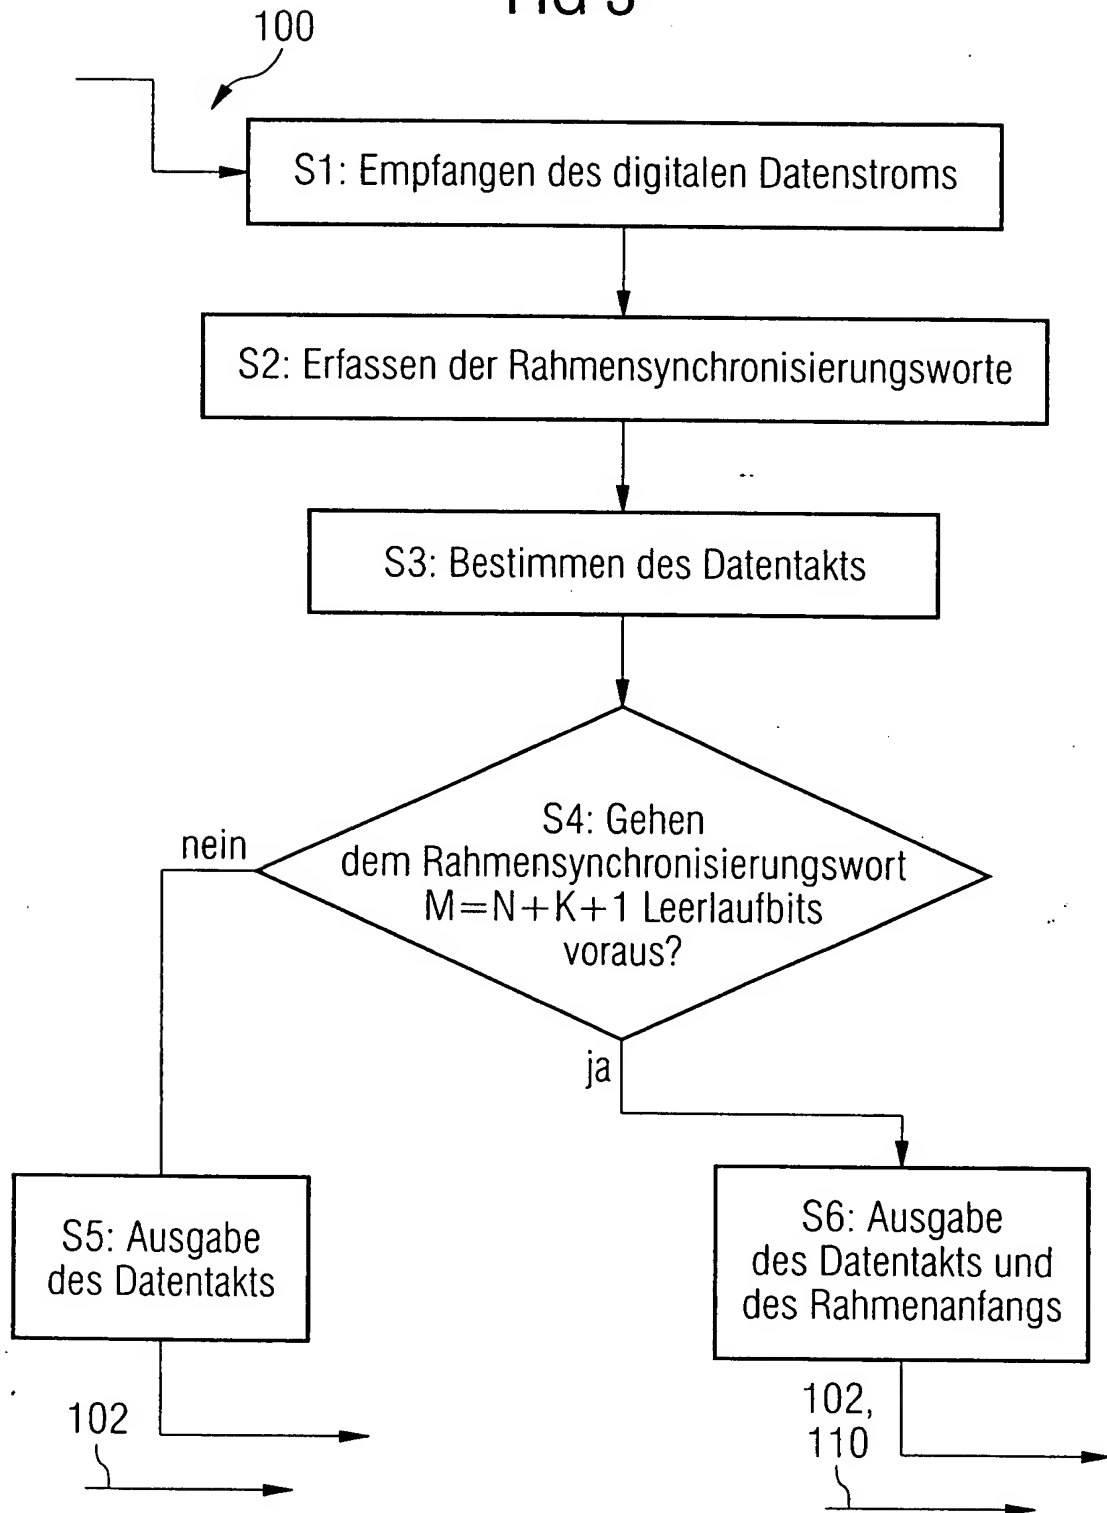 100
S1: Empfangen des digitalen Datenstroms
S2: Erfassen der Rahmensynchronisierungsworte
S3: Bestimmen des Datentakts
S4: Gehen
dem Rahmensynchronisierungswort
M=N+K+1 Leerlaufbits
voraus?
nein
ja
S5: Ausgabe
des Datentakts
S6: Ausgabe
des Datentakts und
des Rahmenanfangs
102
102,
110